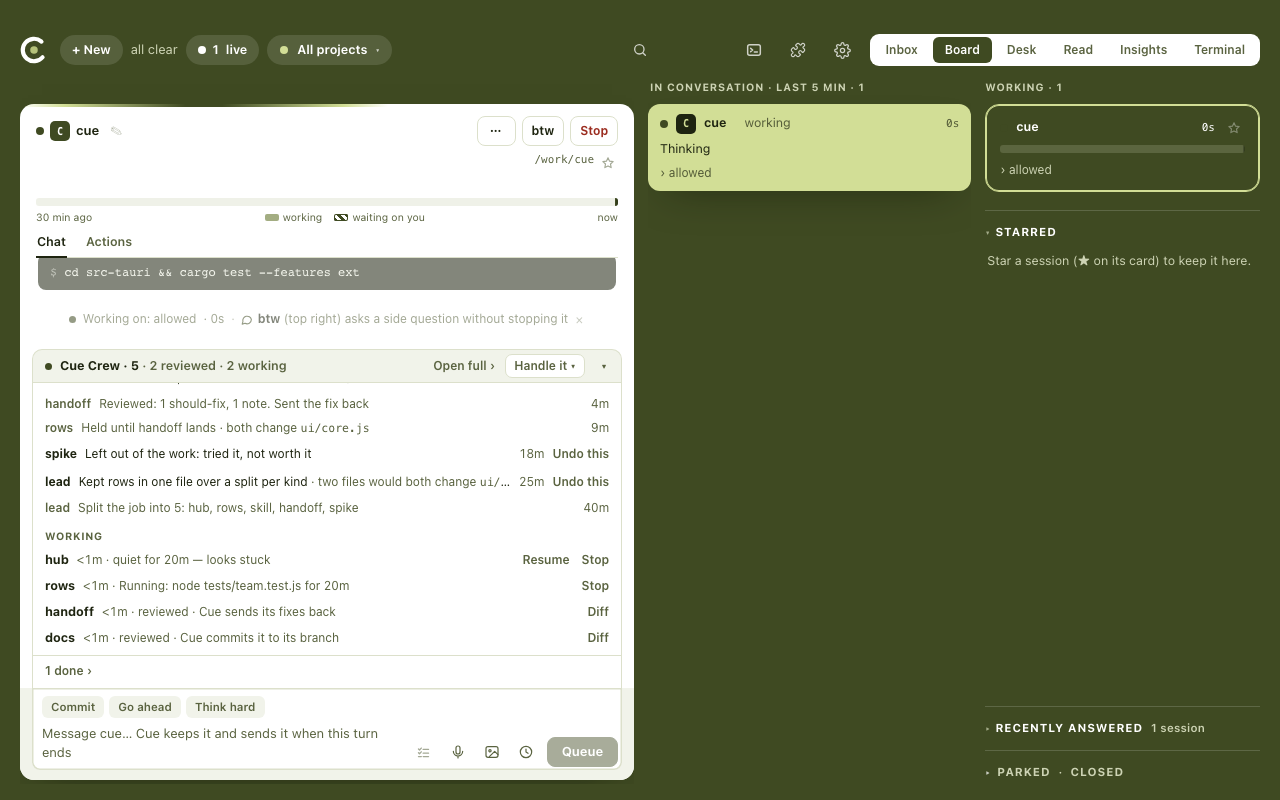 + New
all clear
1 live
All projects
Inbox
Board
Desk
Read
Insights
Terminal
C
cue
···
btw
Stop
/work/cue
30 min ago
working
waiting on you
now
Chat
Actions
$ cd src-tauri && cargo test --features ext
Working on: allowed · 0s · btw (top right) asks a side question without stopping it ×
Cue Crew · 5 · 2 reviewed · 2 working
Open full ›
Handle it ▾
handoff Reviewed: 1 should-fix, 1 note. Sent the fix back 4m
rows Held until handoff lands · both change ui/core.js 9m
spike Left out of the work: tried it, not worth it 18m Undo this
lead Kept rows in one file over a split per kind · two files would both change ui/… 25m Undo this
lead Split the job into 5: hub, rows, skill, handoff, spike 40m
WORKING
hub <1m · quiet for 20m — looks stuck Resume Stop
rows <1m · Running: node tests/team.test.js for 20m Stop
handoff <1m · reviewed · Cue sends its fixes back Diff
docs <1m · reviewed · Cue commits it to its branch Diff
1 done ›
Commit
Go ahead
Think hard
Message cue… Cue keeps it and sends it when this turn
ends
Queue
IN CONVERSATION · LAST 5 MIN · 1
C cue working 0s
Thinking
› allowed
WORKING · 1
cue 0s
› allowed
STARRED
Star a session (★ on its card) to keep it here.
RECENTLY ANSWERED 1 session
PARKED · CLOSED